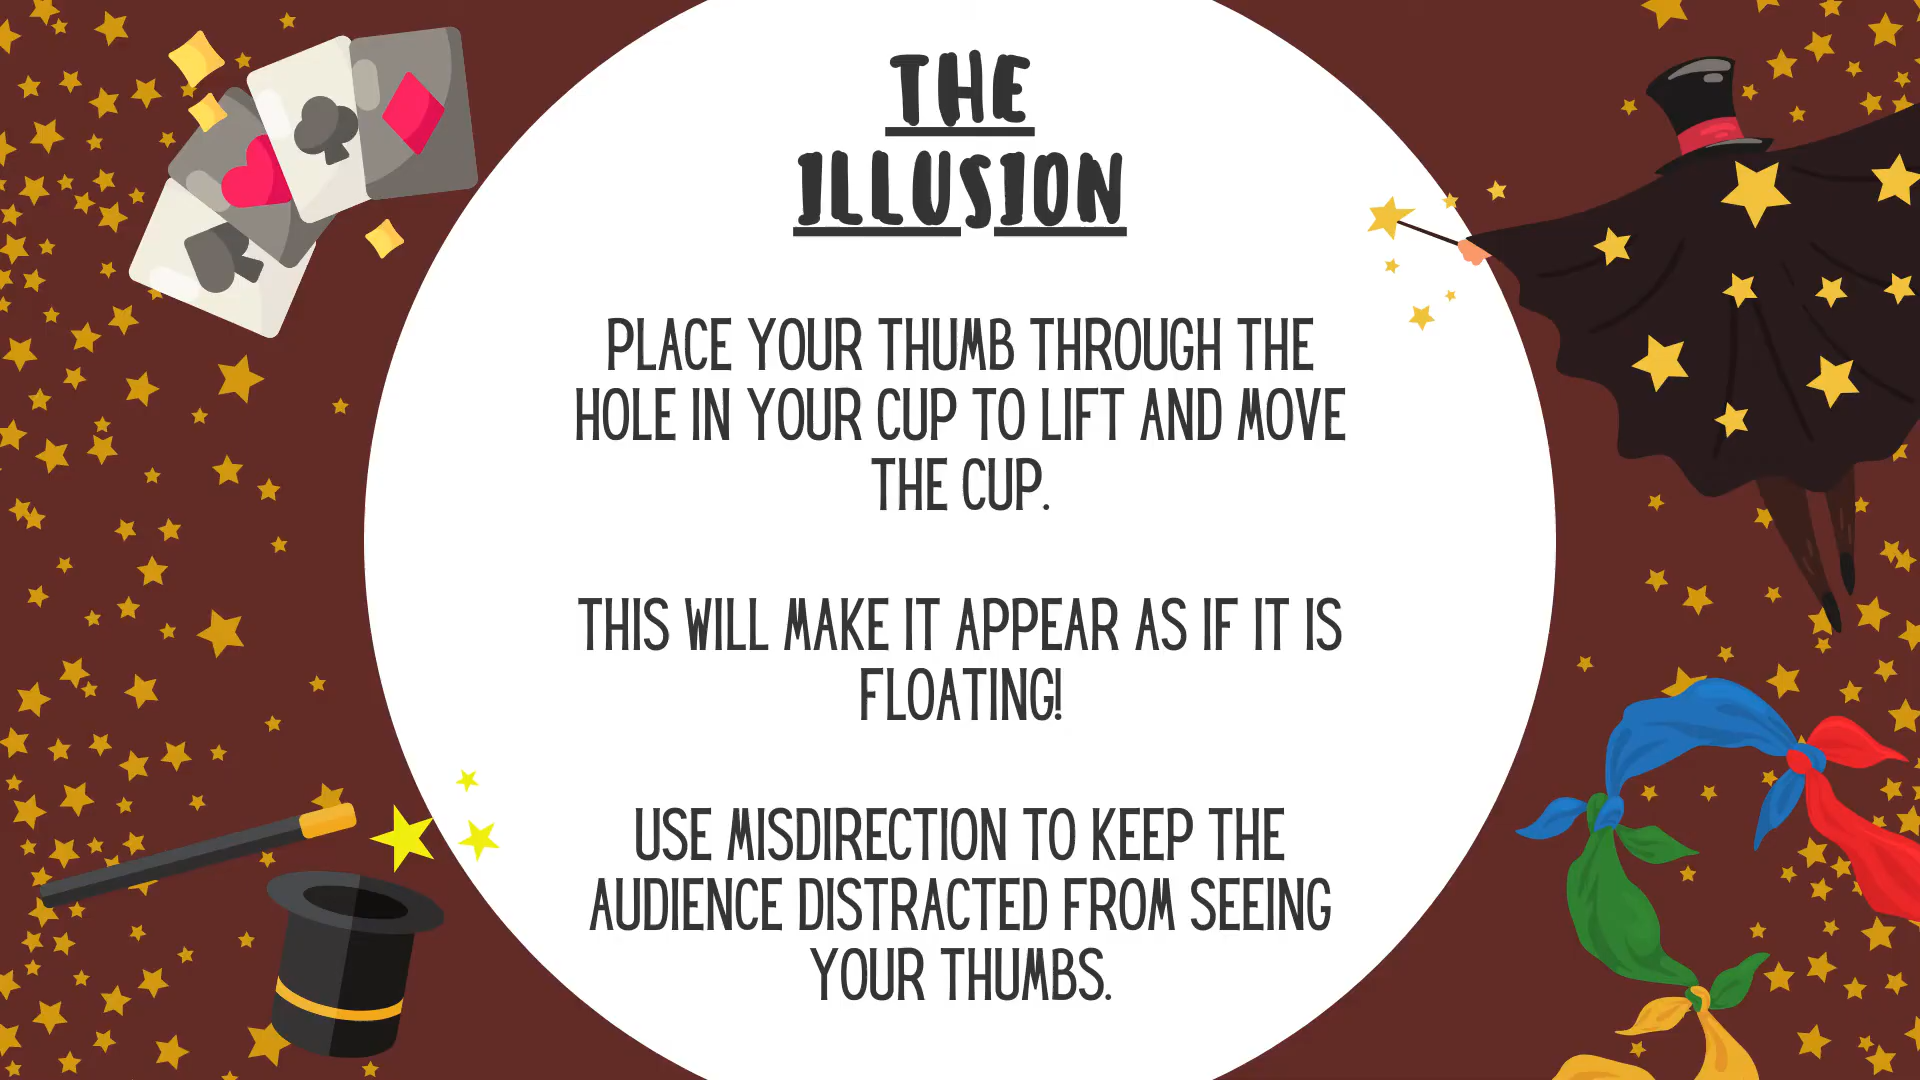 THE
ILLUSION
PLACE YOUR THUMB THROUGH THE
HOLE IN YOUR CUP TO LIFT AND MOVE
THE CUP.
THIS WILL MAKE IT APPEAR AS IF IT IS
FLOATING!
USE MISDIRECTION TO KEEP THE
AUDIENCE DISTRACTED FROM SEEING
YOUR THUMBS.